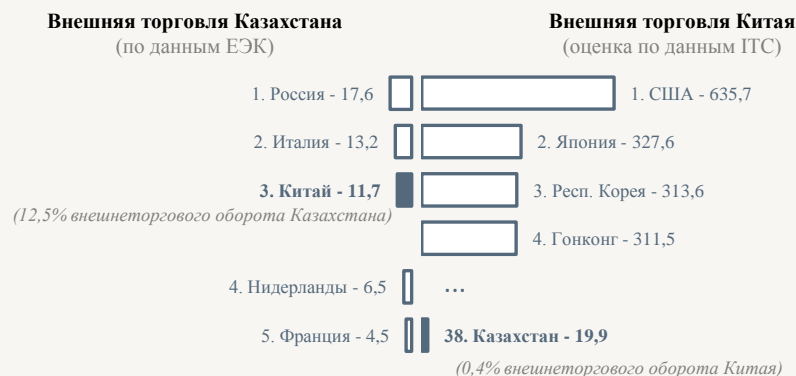 Внешняя торговля Казахстана
(по данным ЕЭК)
1. Россия - 17,6
2. Италия - 13,2
3. Китай - 11,7
(12,5% внешнеторгового оборота Казахстана)
4. Нидерланды - 6,5
5. Франция - 4,5
Внешняя торговля Китая
(оценка по данным ITC)
1. США - 635,7
2. Япония - 327,6
3. Респ. Корея - 313,6
4. Гонконг - 311,5
...
38. Казахстан - 19,9
(0,4% внешнеторгового оборота Китая)